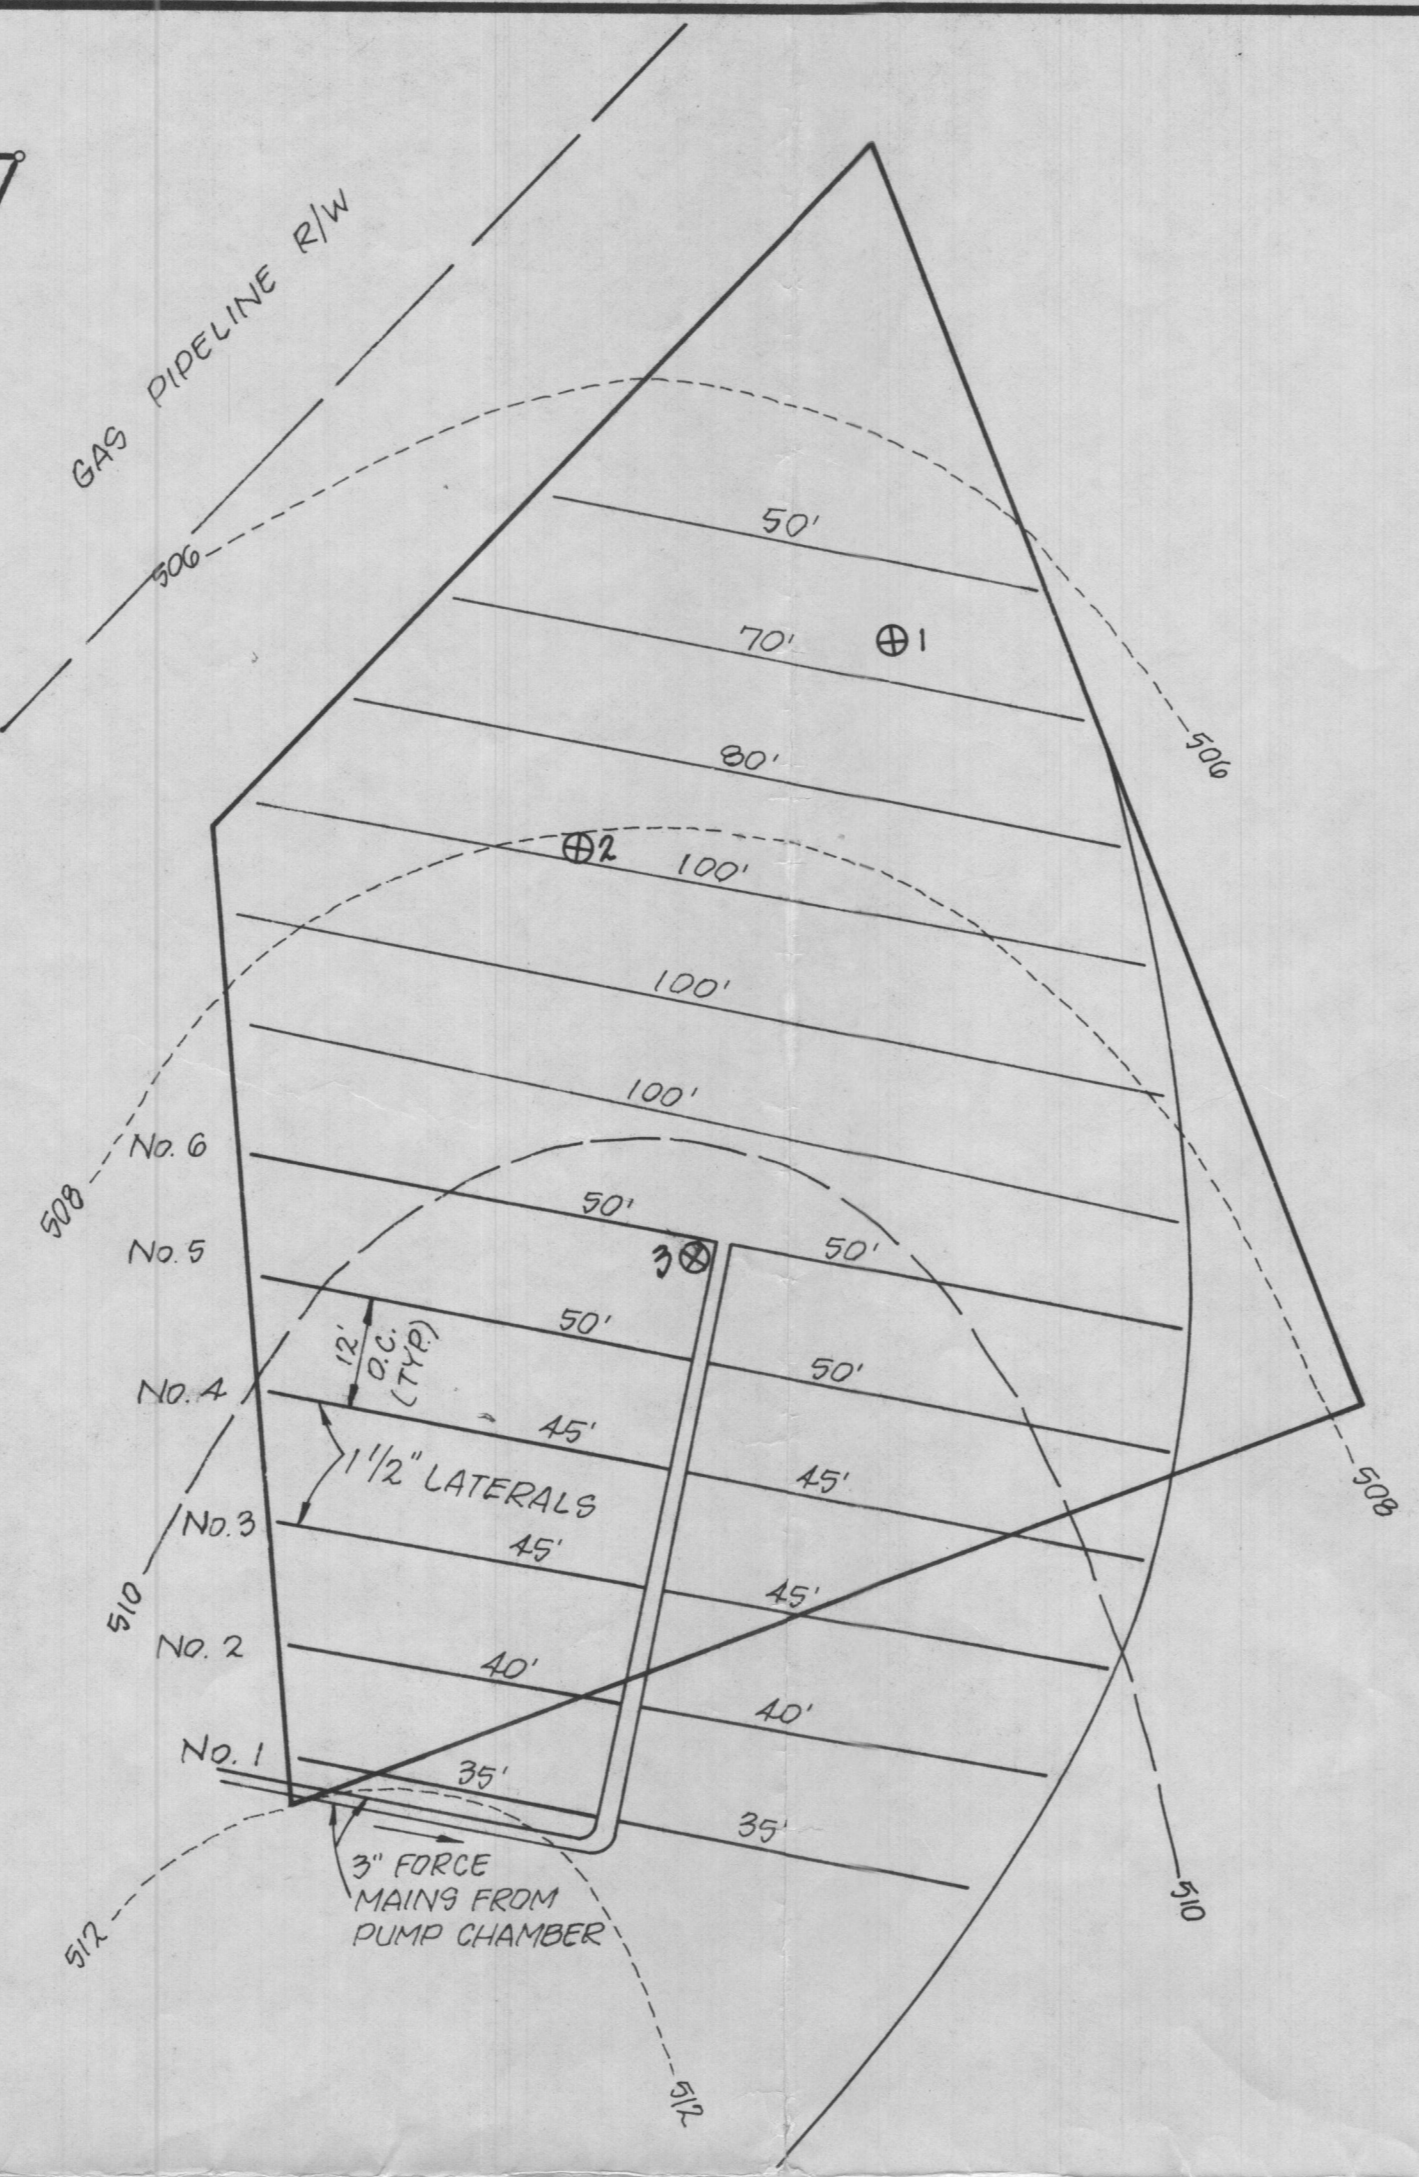 GAS PIPELINE R/W
506
50'
70'
1
506
80'
2
100'
100'
100'
No. 6
508
50'
3
50'
No. 5
50'
50'
12'
O.C.
(TYP.)
No. 4
45'
45'
1 1/2" LATERALS
508
No. 3
45'
45'
510
No. 2
40'
40'
No. 1
35'
35'
3" FORCE
MAINS FROM
PUMP CHAMBER
510
512
512